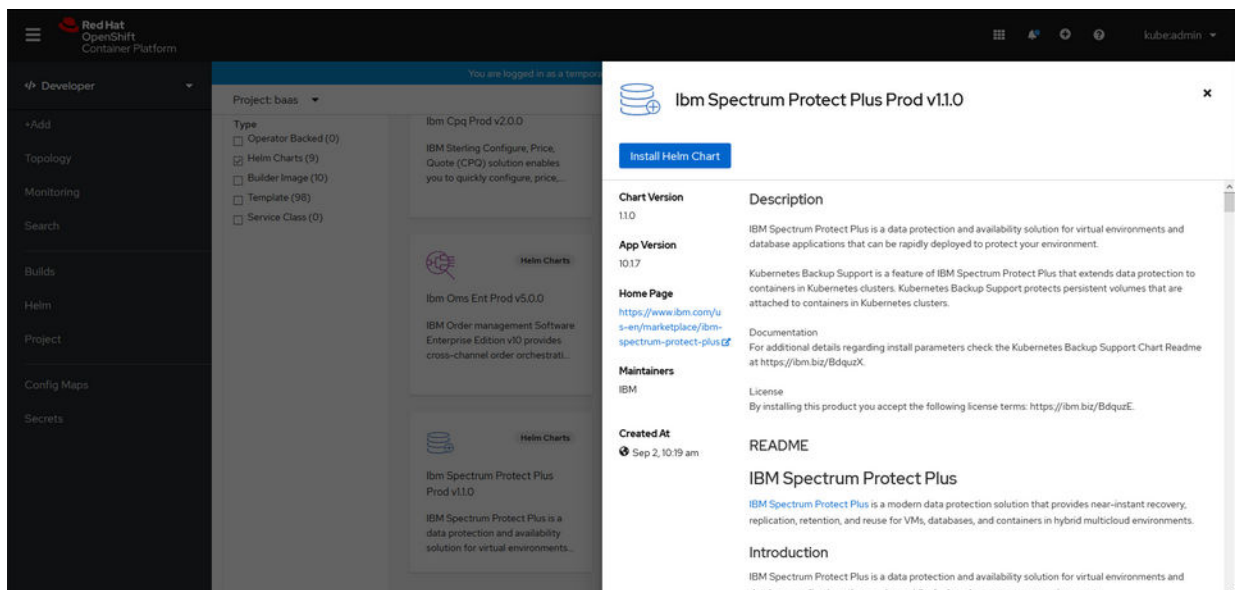 Red Hat
OpenShift
Container Platform
kube:admin
You are logged in as a tempora
</> Developer
+Add
Topology
Monitoring
Search
Builds
Helm
Project
Config Maps
Secrets
Project: baas
Type
Operator Backed (0)
Helm Charts (9)
Builder Image (10)
Template (98)
Service Class (0)
Ibm Cpq Prod v2.0.0
IBM Sterling Configure, Price,
Quote (CPQ) solution enables
you to quickly configure, price,...
Helm Charts
Ibm Oms Ent Prod v5.0.0
IBM Order management Software
Enterprise Edition v10 provides
cross-channel order orchestrati...
Helm Charts
Ibm Spectrum Protect Plus
Prod v1.1.0
IBM Spectrum Protect Plus is a
data protection and availability
solution for virtual environments...
Ibm Spectrum Protect Plus Prod v1.1.0
Install Helm Chart
Chart Version
1.1.0
App Version
10.1.7
Home Page
https://www.ibm.com/u
s-en/marketplace/ibm-
spectrum-protect-plus
Maintainers
IBM
Created At
Sep 2, 10:19 am
Description
IBM Spectrum Protect Plus is a data protection and availability solution for virtual environments and
database applications that can be rapidly deployed to protect your environment.
Kubernetes Backup Support is a feature of IBM Spectrum Protect Plus that extends data protection to
containers in Kubernetes clusters. Kubernetes Backup Support protects persistent volumes that are
attached to containers in Kubernetes clusters.
Documentation
For additional details regarding install parameters check the Kubernetes Backup Support Chart Readme
at https://ibm.biz/BdquzX.
License
By installing this product you accept the following license terms: https://ibm.biz/BdquzE.
README
IBM Spectrum Protect Plus
IBM Spectrum Protect Plus is a modern data protection solution that provides near-instant recovery,
replication, retention, and reuse for VMs, databases, and containers in hybrid multicloud environments.
Introduction
IBM Spectrum Protect Plus is a data protection and availability solution for virtual environments and